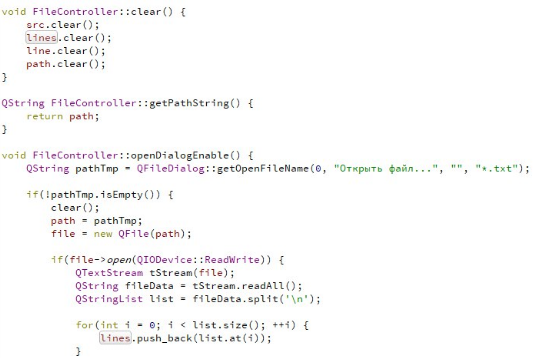 void FileController::clear() {
src.clear();
lines.clear();
line.clear();
path.clear();
}
QString FileController::getPathString() {
return path;
}
void FileController::openDialogEnable() {
QString pathTmp = QFileDialog::getOpenFileName(0, "Открыть файл...", "", "*.txt");
if(!pathTmp.isEmpty()) {
clear();
path = pathTmp;
file = new QFile(path);
if(file->open(QIODevice::ReadWrite)) {
QTextStream tStream(file);
QString fileData = tStream.readAll();
QStringList list = fileData.split('\n');
for(int i = 0; i < list.size(); ++i) {
lines.push_back(list.at(i));
}